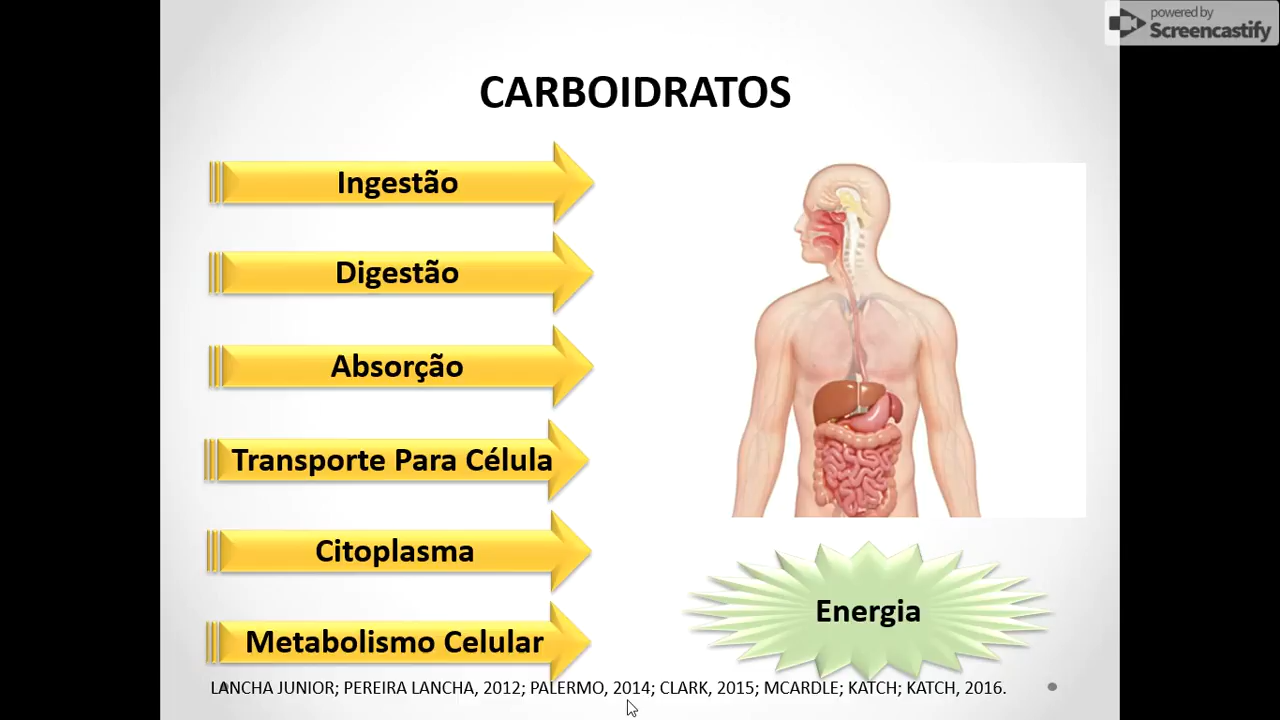 powered by
Screencastify
CARBOIDRATOS
Ingestão
Digestão
Absorção
Transporte Para Célula
Citoplasma
Metabolismo Celular
Energia
LANCHA JUNIOR; PEREIRA LANCHA, 2012; PALERMO, 2014; CLARK, 2015; MCARDLE; KATCH; KATCH, 2016.